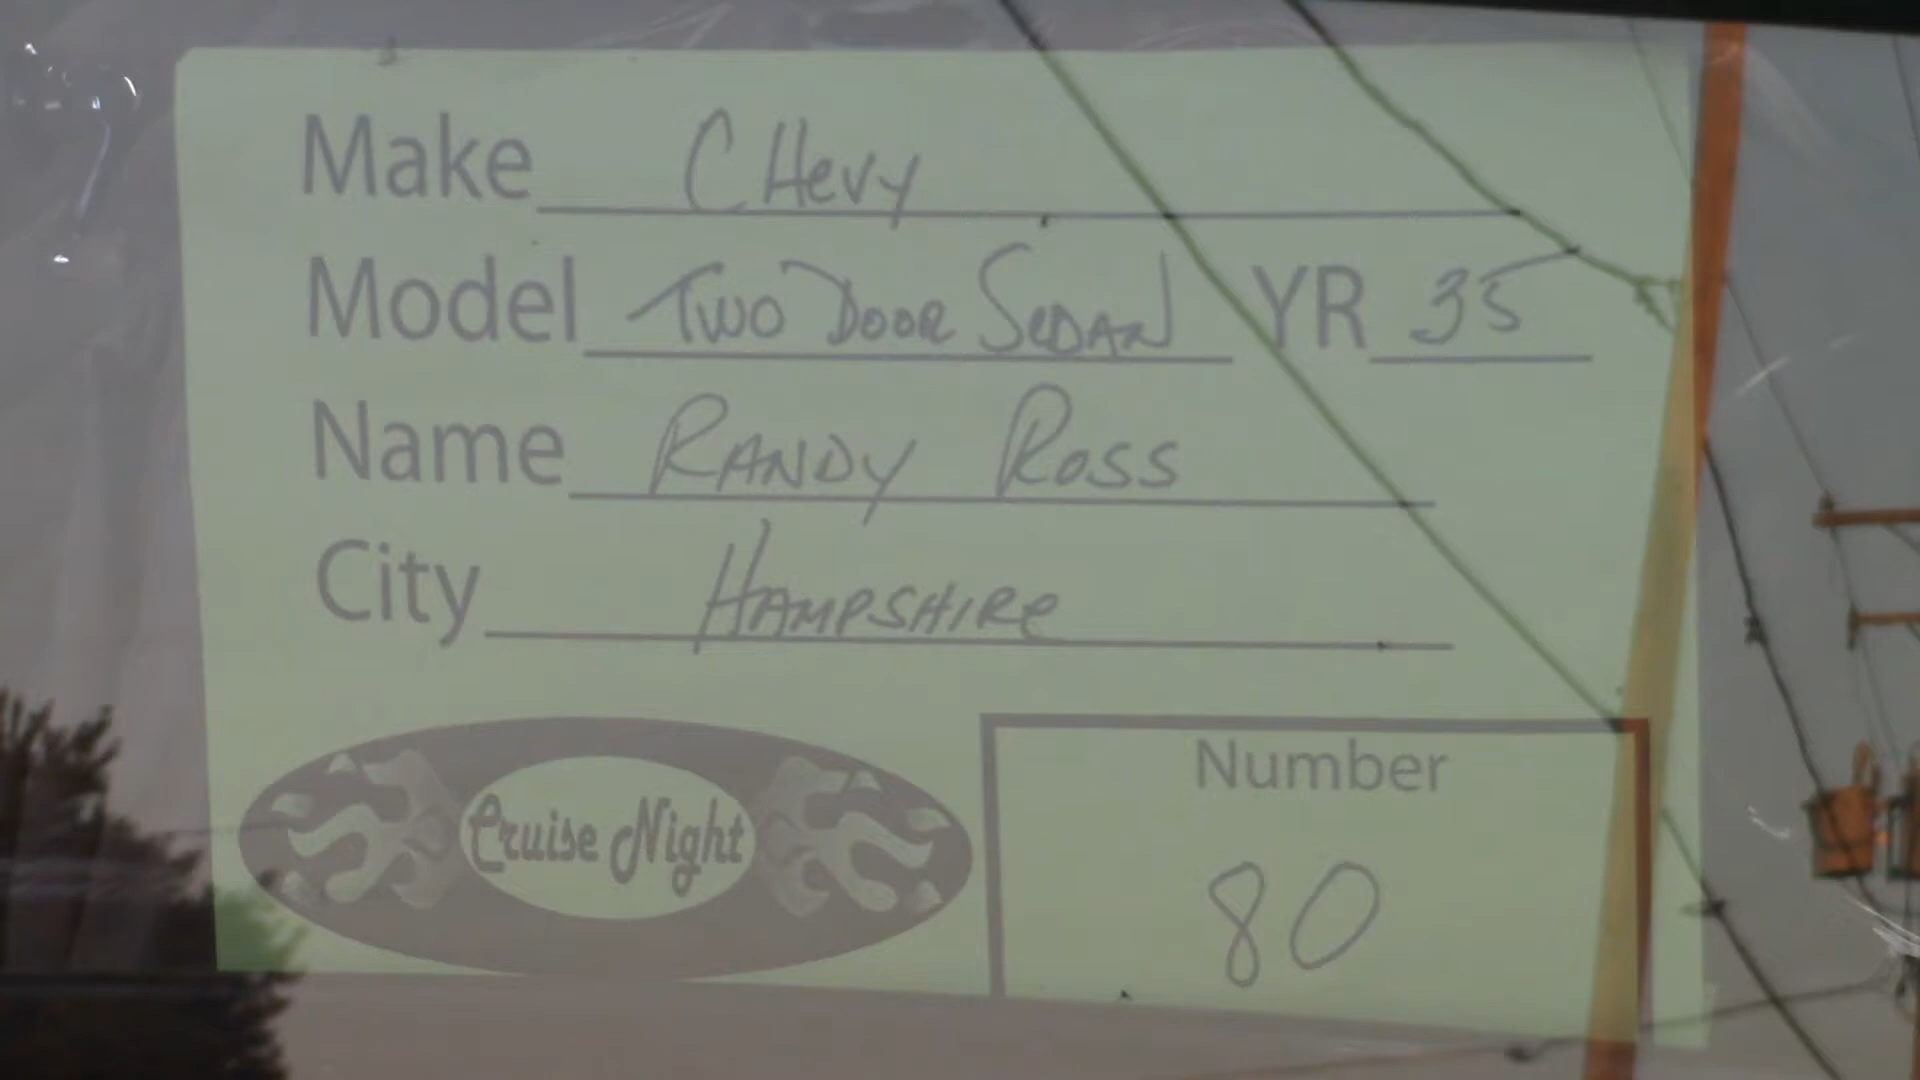 Make CHevy
Model Two Door Sedan YR 35
Name RANDY ROSS
City HAMPSHIRe
Cruise Night
Number
80